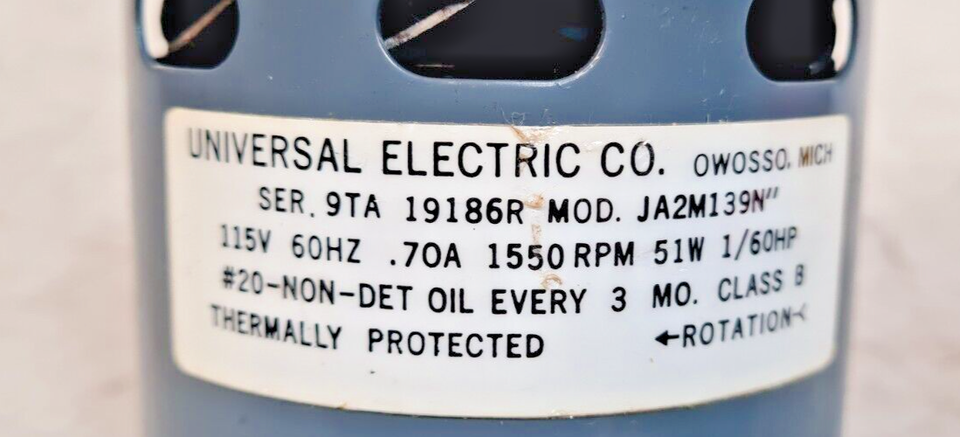 UNIVERSAL ELECTRIC CO. OWOSSO, MICH
SER. 9TA 19186R MOD. JA2M139N"
115V 60HZ .70A 1550 RPM 51W 1/60HP
#20-NON-DET OIL EVERY 3 MO. CLASS B
THERMALLY PROTECTED ←ROTATION-<